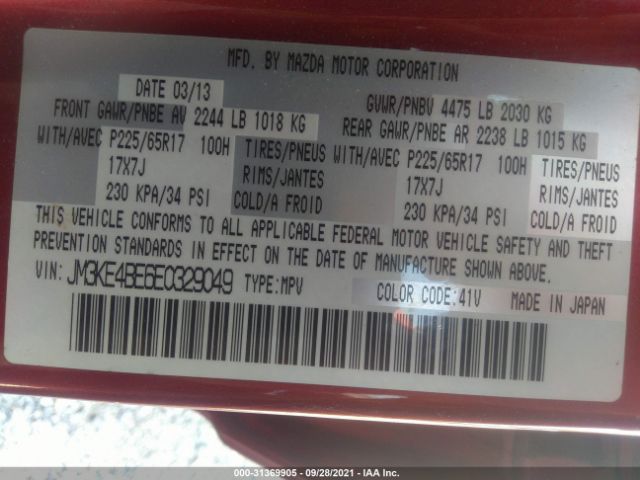 MFD. BY MAZDA MOTOR CORPORATION
DATE 03/13 GVWR/PNBV 4475 LB 2030 KG
FRONT GAWR/PNBE AV 2244 LB 1018 KG REAR GAWR/PNBE AR 2238 LB 1015 KG
WITH/AVEC P225/65R17 100H TIRES/PNEUS WITH/AVEC P225/65R17 100H TIRES/PNEUS
17X7J RIMS/JANTES 17X7J RIMS/JANTES
230 KPA/34 PSI COLD/A FROID 230 KPA/34 PSI COLD/A FROID
THIS VEHICLE CONFORMS TO ALL APPLICABLE FEDERAL MOTOR VEHICLE SAFETY AND THEFT
PREVENTION STANDARDS IN EFFECT ON THE DATE OF MANUFACTURE SHOWN ABOVE.
VIN: JM3KE4BE6E0329049 TYPE:MPV COLOR CODE:41V MADE IN JAPAN
000-31369905 - 09/28/2021 - IAA Inc.